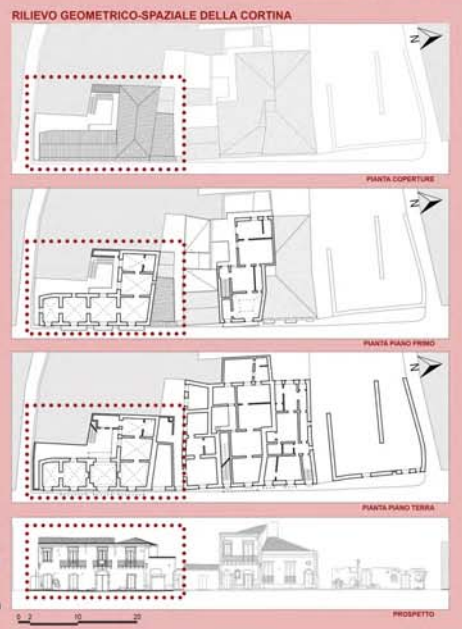 RILIEVO GEOMETRICO-SPAZIALE DELLA CORTINA
N
PIANTA COPERTURE
N
PIANTA PIANO PRIMO
N
PIANTA PIANO TERRA
PROSPETTO
0 2 10 20